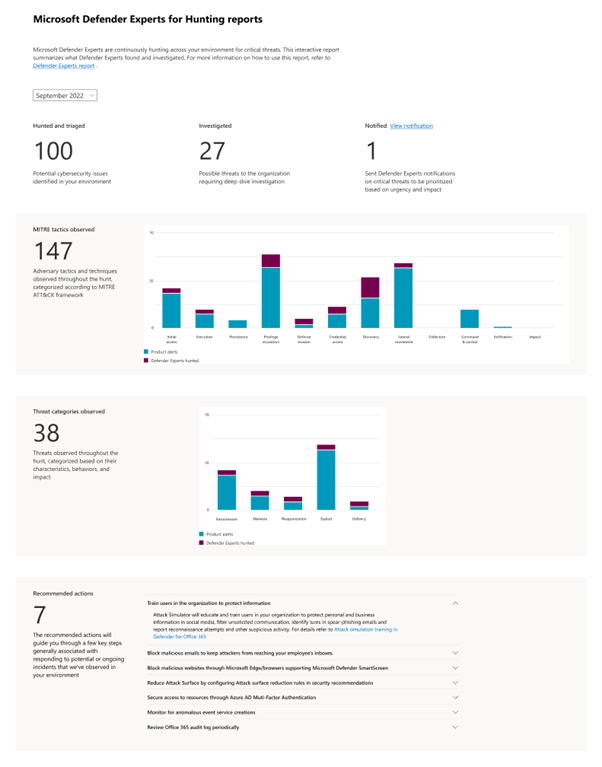 Microsoft Defender Experts for Hunting reports
Microsoft Defender Experts are continuously hunting across your environment for critical threats. This interactive report
summarizes what Defender Experts found and investigated. For more information on how to use this report, refer to
Defender Experts report .
September 2022
Hunted and triaged
100
Potential cybersecurity issues
identified in your environment
Investigated
27
Possible threats to the organization
requiring deep-dive investigation
Notified View notification
1
Sent Defender Experts notifications
on critical threats to be prioritized
based on urgency and impact
MITRE tactics observed
147
Adversary tactics and techniques
observed throughout the hunt,
categorized according to MITRE
ATT&CK framework
0
Initial
access
Execution
Persistence
Privilege
escalation
Defense
evasion
Credential
access
Discovery
Lateral
movement
Collection
Command
& control
Exfiltration
Impact
Product alerts
Defender Experts hunted
Threat categories observed
38
Threats observed throughout the
hunt, categorized based on their
characteristics, behaviors, and
impact
0
Ransomware
Malware
Weaponization
Exploit
Delivery
Product alerts
Defender Experts hunted
Recommended actions
7
The recommended actions will
guide you through a few key steps
generally associated with
responding to potential or ongoing
incidents that we've observed in
your environment
Train users in the organization to protect information
Attack Simulator will educate and train users in your organization to protect personal and business
information in social media, filter unsolicited communication, identify lures in spear-phishing emails and
report reconnaissance attempts and other suspicious activity. For details refer to Attack simulation training in
Defender for Office 365
Block malicious emails to keep attackers from reaching your employee's inboxes.
Block malicious websites through Microsoft Edge/browsers supporting Microsoft Defender SmartScreen
Reduce Attack Surface by configuring Attack surface reduction rules in security recommendations
Secure access to resources through Azure AD Muti-Factor Authentication
Monitor for anomalous event service creations
Review Office 365 audit log periodically